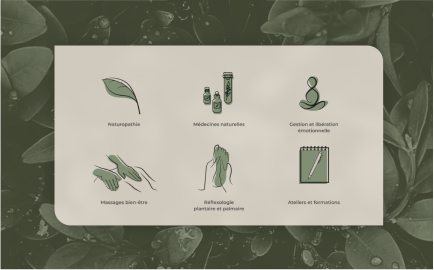 Naturopathie
Médecines naturelles
Gestion et libération
émotionnelle
Massages bien-être
Réflexologie
plantaire et palmaire
Ateliers et formations